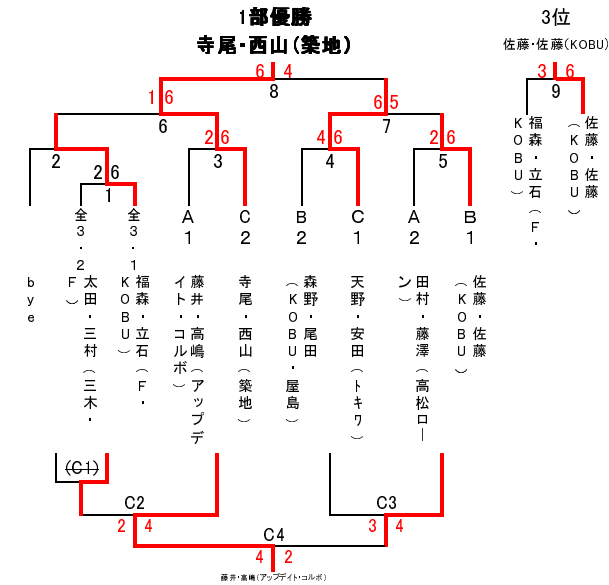 1部優勝
3位
寺尾・西山(築地)
佐藤・佐藤(KOBU)
6 4
3 6
8
9
1 6
6 5
6
7
2 6
4 6
2 6
2
2 6
3
4
5
1
福森・立石(F・
KOBU)
佐藤・佐藤
(KOBU)
全3・2
全3・1
A1
C2
B2
C1
A2
B1
bye
太田・三村(三木・
F)
福森・立石(F・
KOBU)
藤井・高嶋(アップデ
イト・コルボ)
寺尾・西山(築地)
森野・尾田
(KOBU・屋島)
天野・安田(トキワ)
田村・藤澤(高松ロー
ン)
佐藤・佐藤
(KOBU)
(C1)
C2
C3
2 4
3 4
C4
4 2
藤井・高嶋(アップデイト・コルボ)